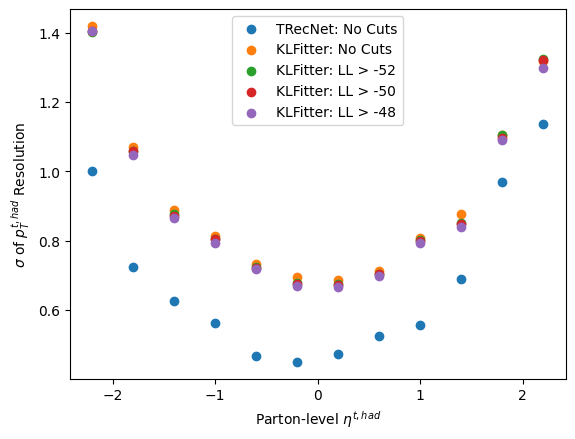 TRecNet: No Cuts
KLFitter: No Cuts
KLFitter: LL > -52
KLFitter: LL > -50
KLFitter: LL > -48
σ of p_T^{t,had} Resolution
1.4
1.2
1.0
0.8
0.6
−2
−1
0
1
2
Parton-level η^{t,had}